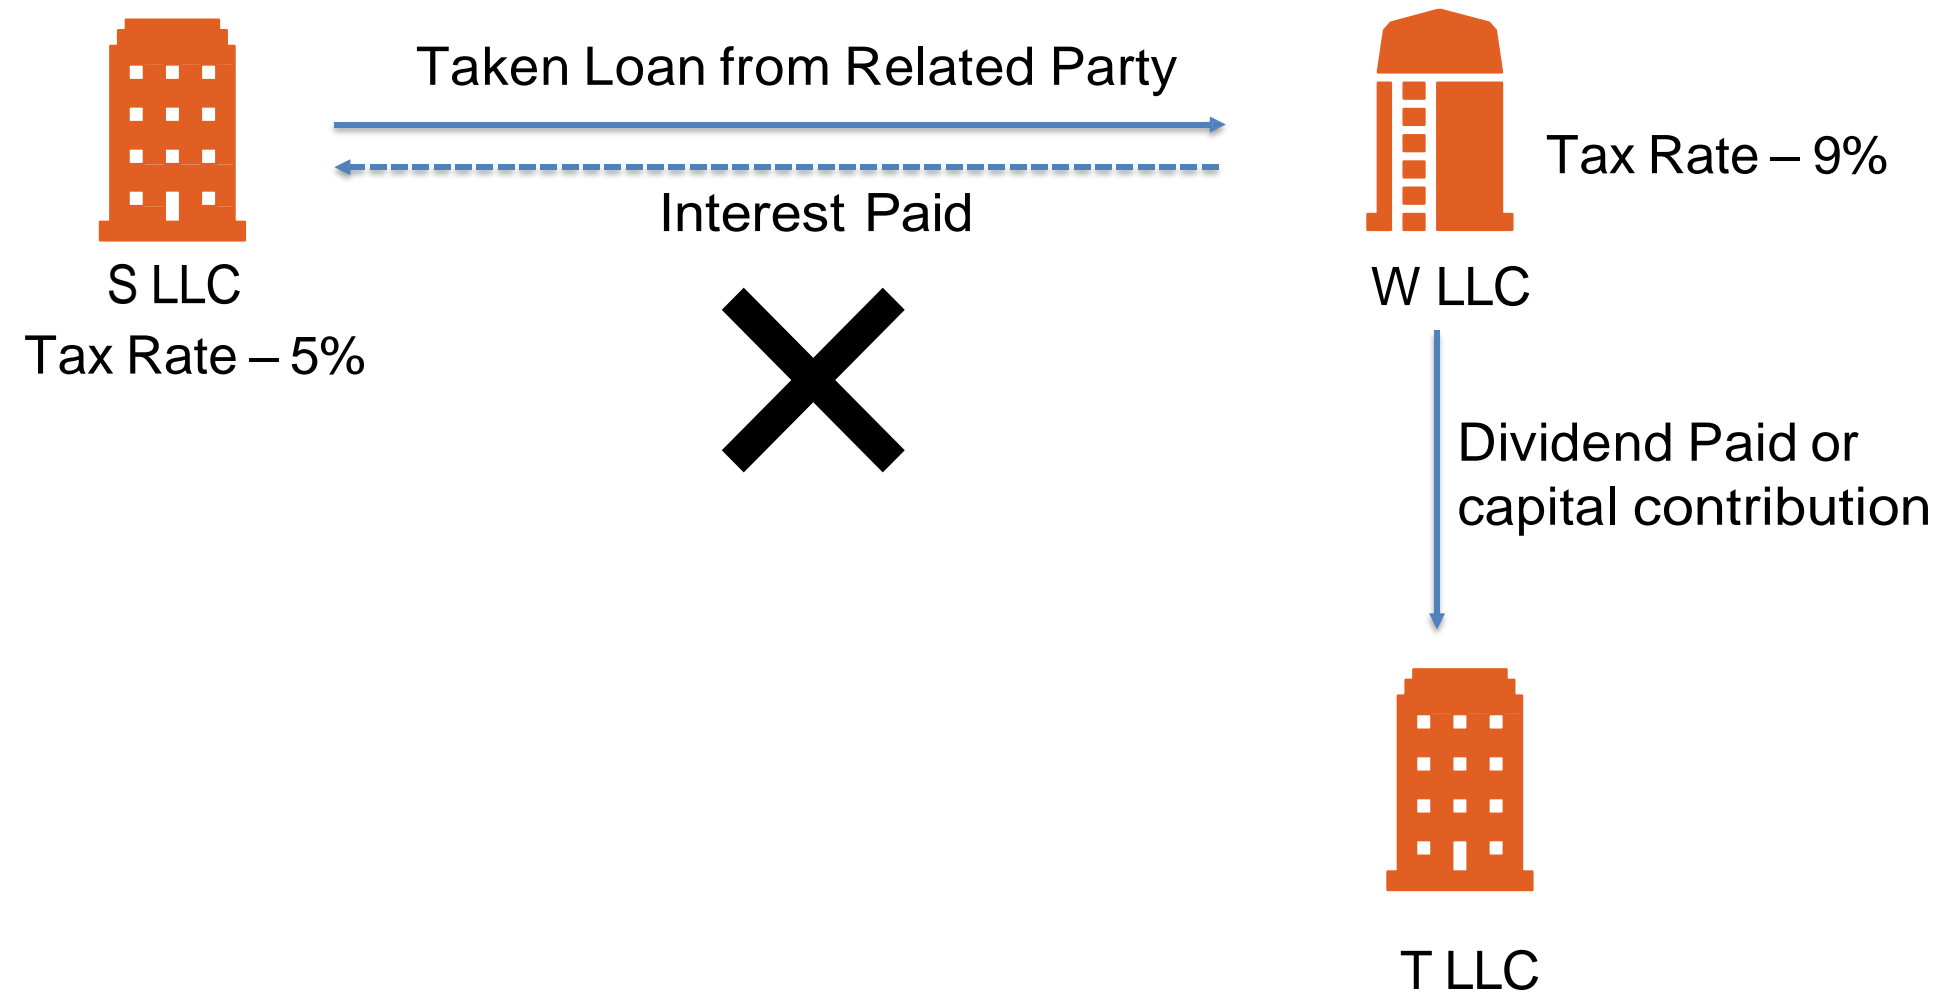 Taken Loan from Related Party
Tax Rate – 9%
Interest Paid
S LLC
W LLC
Tax Rate – 5%
Dividend Paid or
capital contribution
T LLC